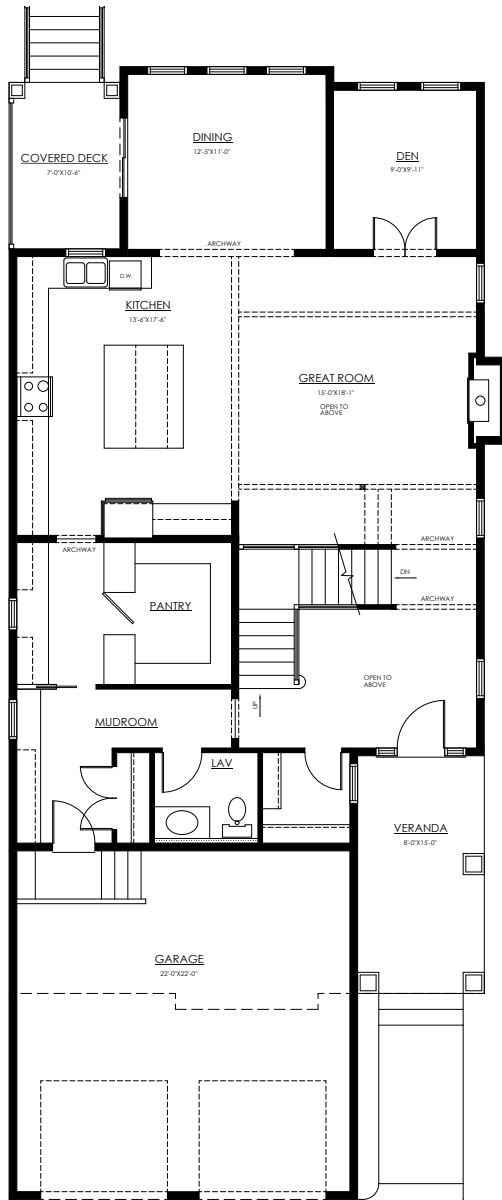 DINING
12'-5"X11'-0"
COVERED DECK
7'-0"X10'-6"
DEN
9'-0"X9'-11"
ARCHWAY
D.W.
KITCHEN
13'-6"X17'-6"
GREAT ROOM
15'-0"X18'-1"
OPEN TO
ABOVE
ARCHWAY
ARCHWAY
DN
PANTRY
ARCHWAY
OPEN TO
ABOVE
UP
MUDROOM
LAV
VERANDA
8'-0"X15'-0"
GARAGE
22'-0"X22'-0"